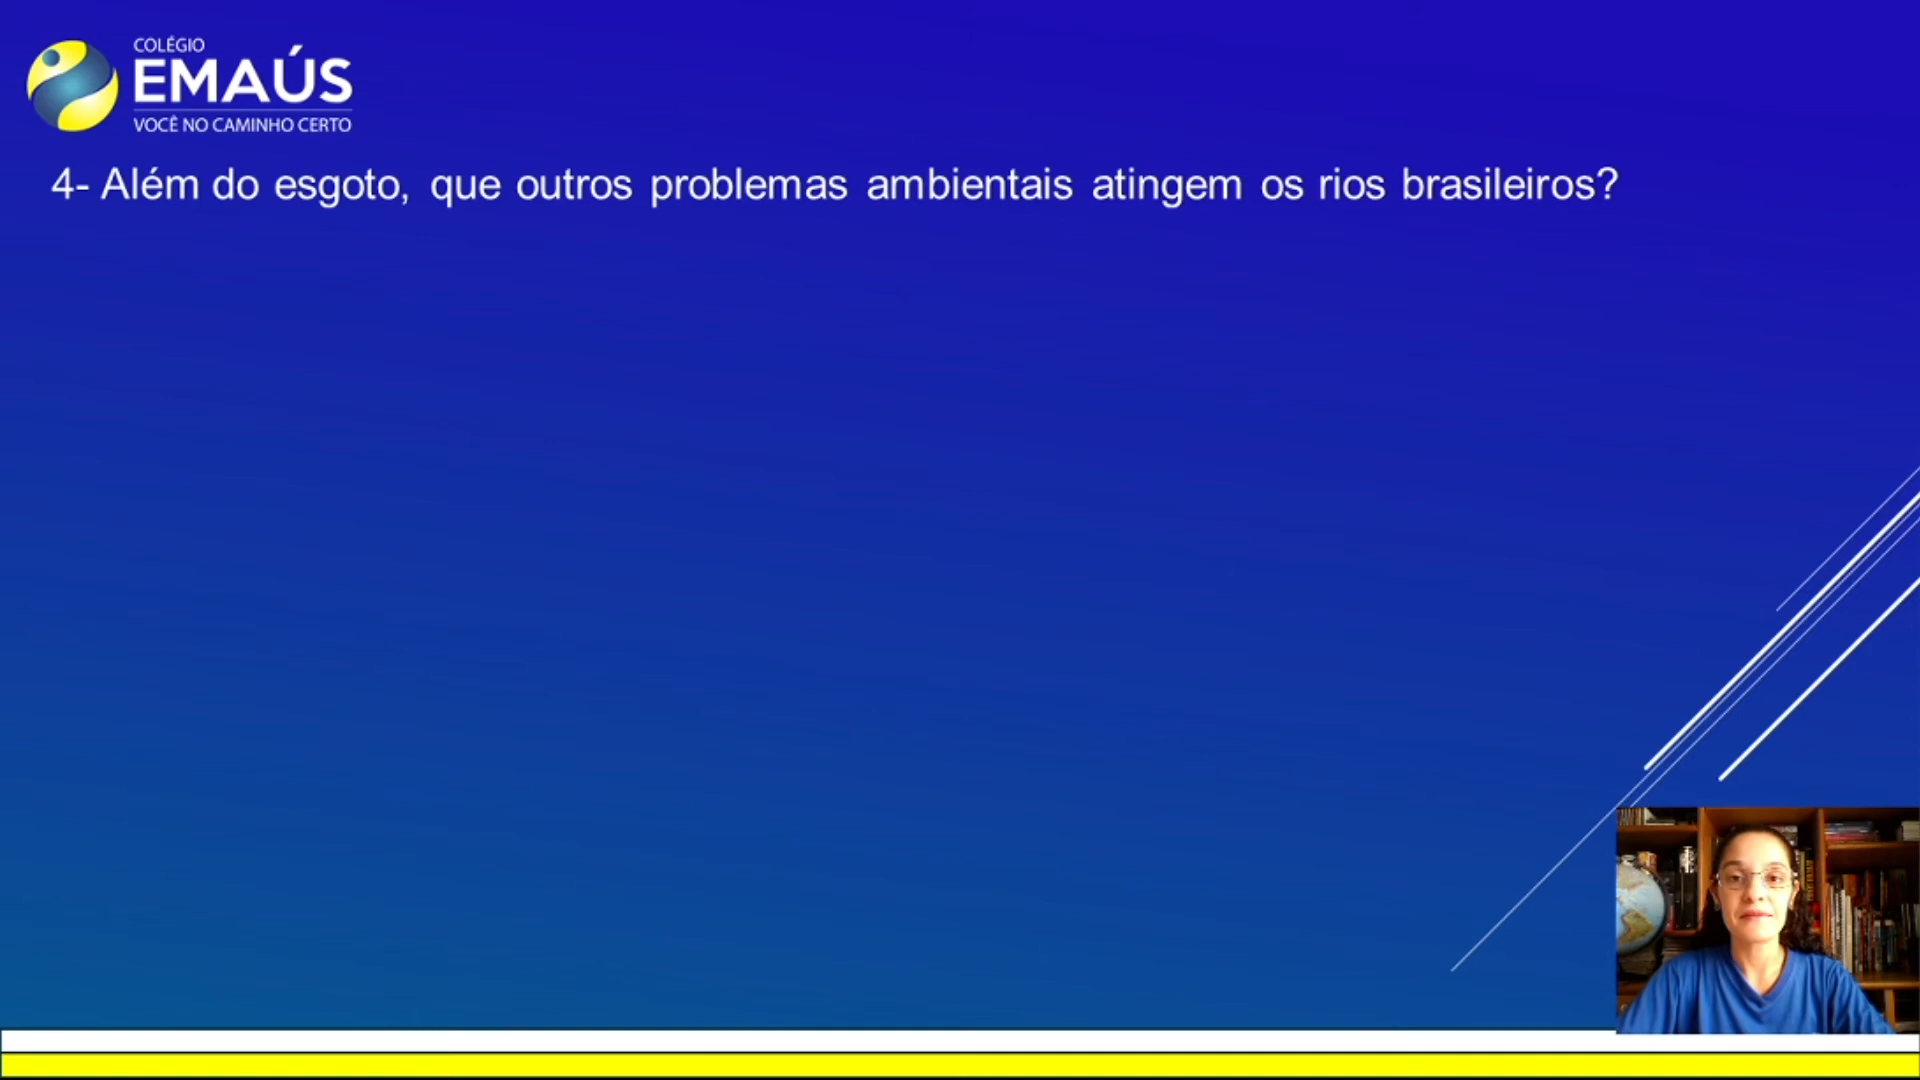 COLÉGIO
EMAÚS
VOCÊ NO CAMINHO CERTO
4- Além do esgoto, que outros problemas ambientais atingem os rios brasileiros?